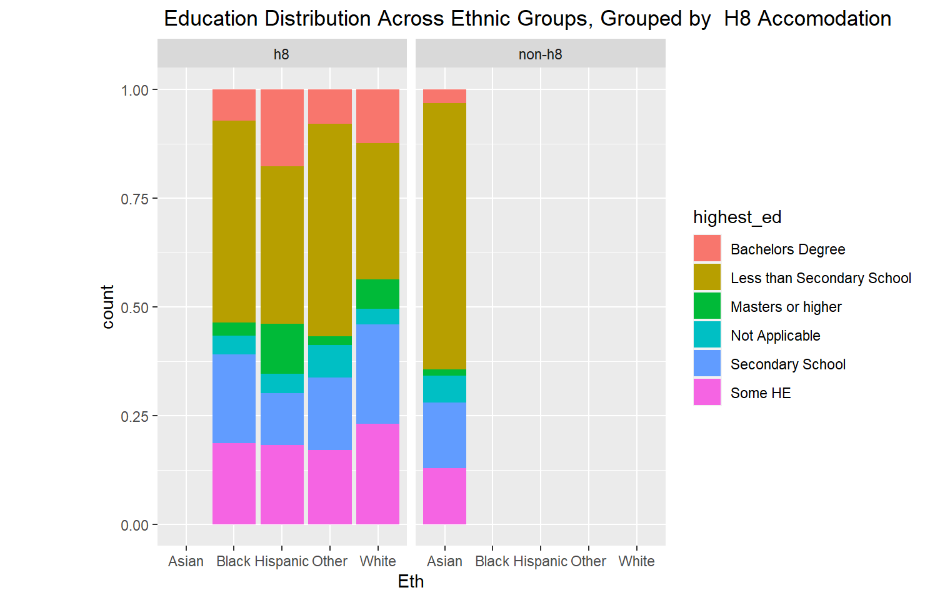 Education Distribution Across Ethnic Groups, Grouped by  H8 Accomodation
h8
non-h8
1.00
0.75
0.50
0.25
0.00
count
Asian Black Hispanic Other White
Asian Black Hispanic Other White
Eth
highest_ed
Bachelors Degree
Less than Secondary School
Masters or higher
Not Applicable
Secondary School
Some HE